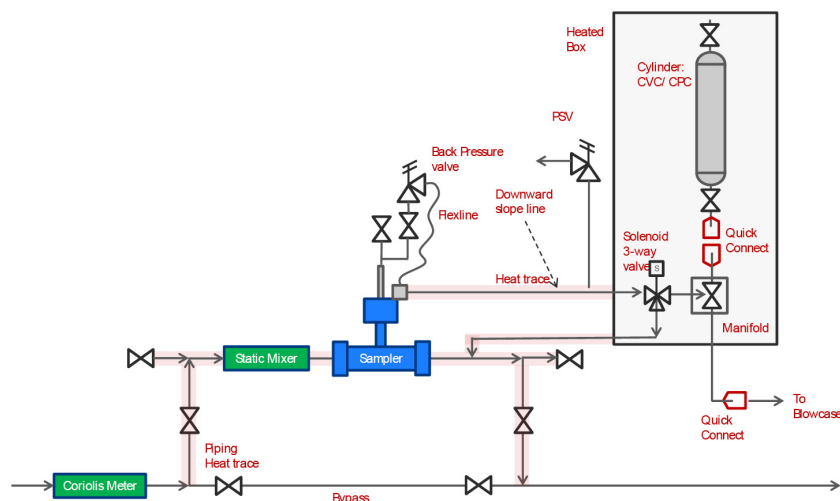 Heated
Box
Cylinder:
CVC/ CPC
PSV
Back Pressure
valve
Downward
slope line
Flexline
Quick
Connect
Solenoid
3-way
valve
S
Heat trace
Manifold
Static Mixer
Sampler
To
Blowcase
Quick
Connect
Piping
Heat trace
Coriolis Meter
Bypass